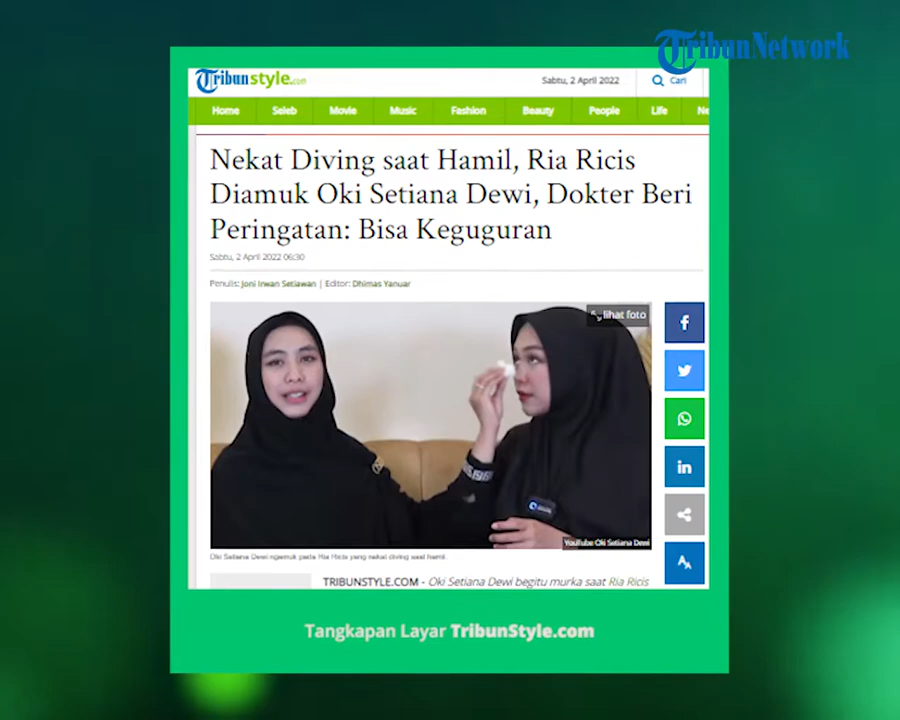 TribunNetwork
Tribunstyle.com
Sabtu, 2 April 2022
Cari
Home Seleb Movie Music Fashion Beauty People Life Ne
Nekat Diving saat Hamil, Ria Ricis
Diamuk Oki Setiana Dewi, Dokter Beri
Peringatan: Bisa Keguguran
Sabtu, 2 April 2022 06:30
Penulis: Joni Irwan Setiawan | Editor: Dhimas Yanuar
lihat foto
YouTube Oki Setiana Dewi
Oki Setiana Dewi ngamuk pada Ria Ricis yang nekat diving saat hamil.
TRIBUNSTYLE.COM - Oki Setiana Dewi begitu murka saat Ria Ricis
Tangkapan Layar TribunStyle.com